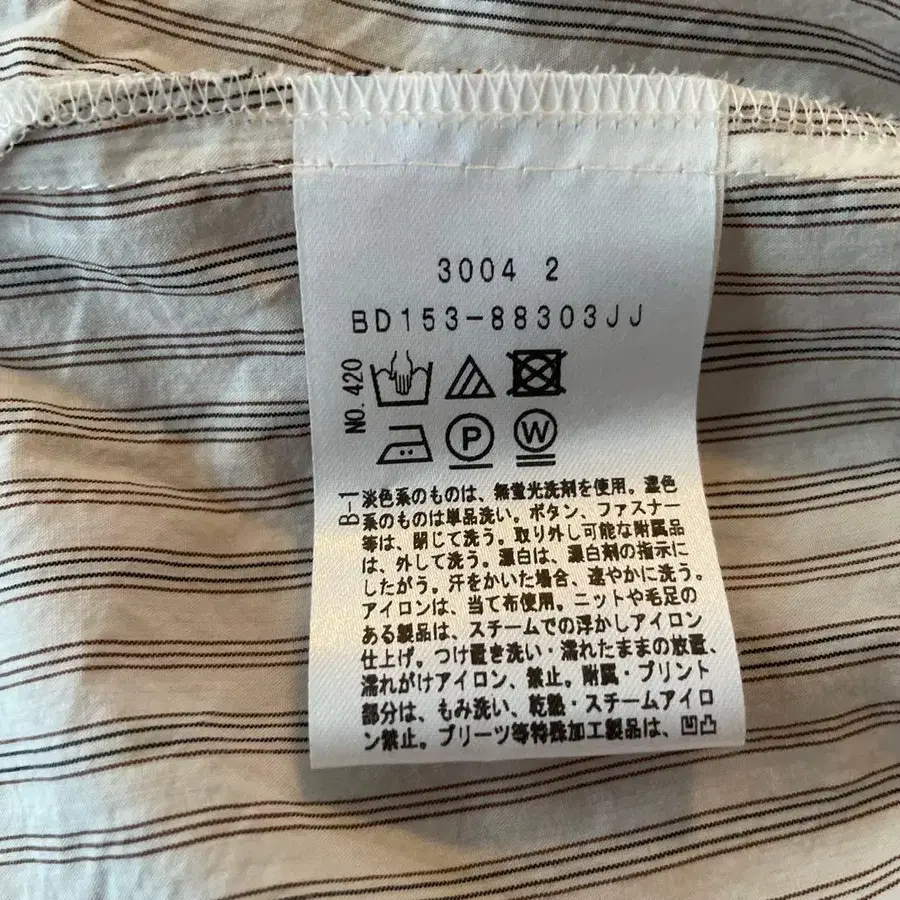 3004 2
BD153-88303JJ
NO. 420
P
W
B-1
淡色系のものは、無蛍光洗剤を使用。濃色
系のものは単品洗い。ボタン、ファスナー
等は、閉じて洗う。取り外し可能な附属品
は、外して洗う。漂白は、漂白剤の指示に
したがう。汗をかいた場合、速やかに洗う。
アイロンは、当て布使用。ニットや毛足の
ある製品は、スチームでの浮かしアイロン
仕上げ。つけ置き洗い・濡れたままの放置、
濡れがけアイロン、禁止。附属・プリント
部分は、もみ洗い、乾熱・スチームアイロ
ン禁止。プリーツ等特殊加工製品は、凹凸